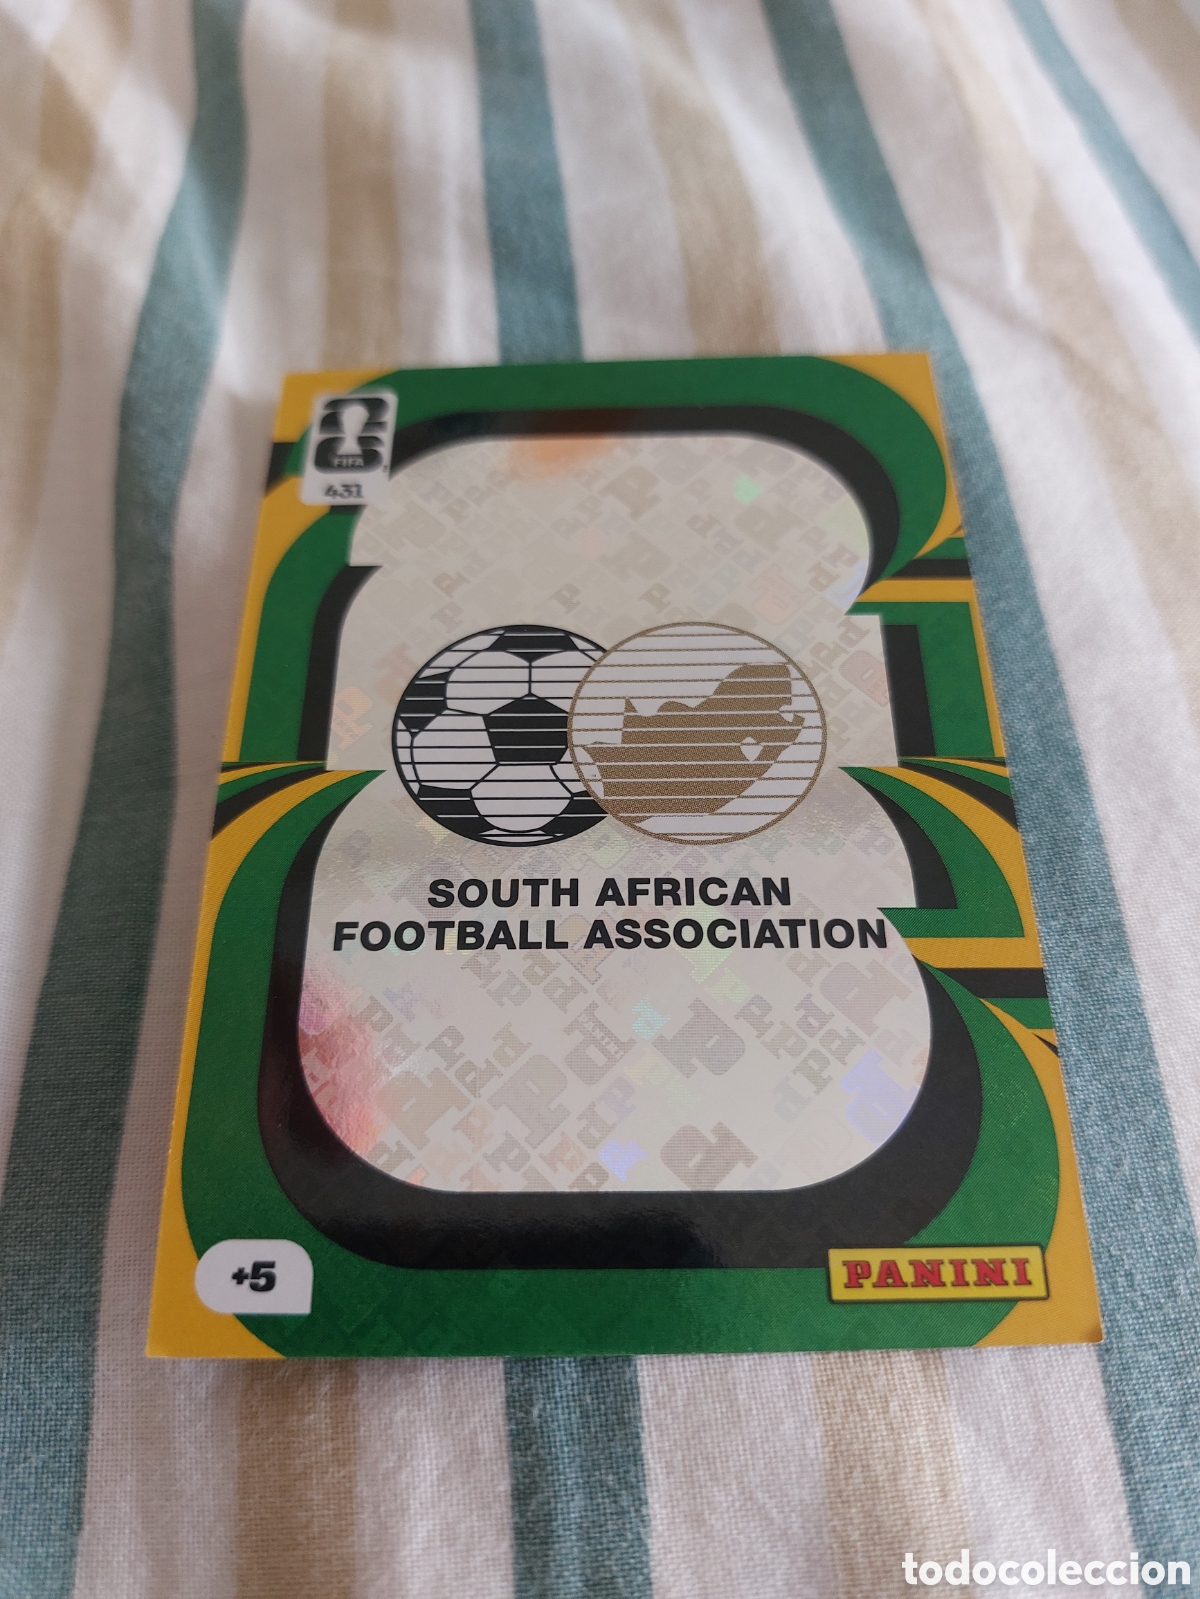 FIFA
431
SOUTH AFRICAN
FOOTBALL ASSOCIATION
+5
PANINI
todocoleccion